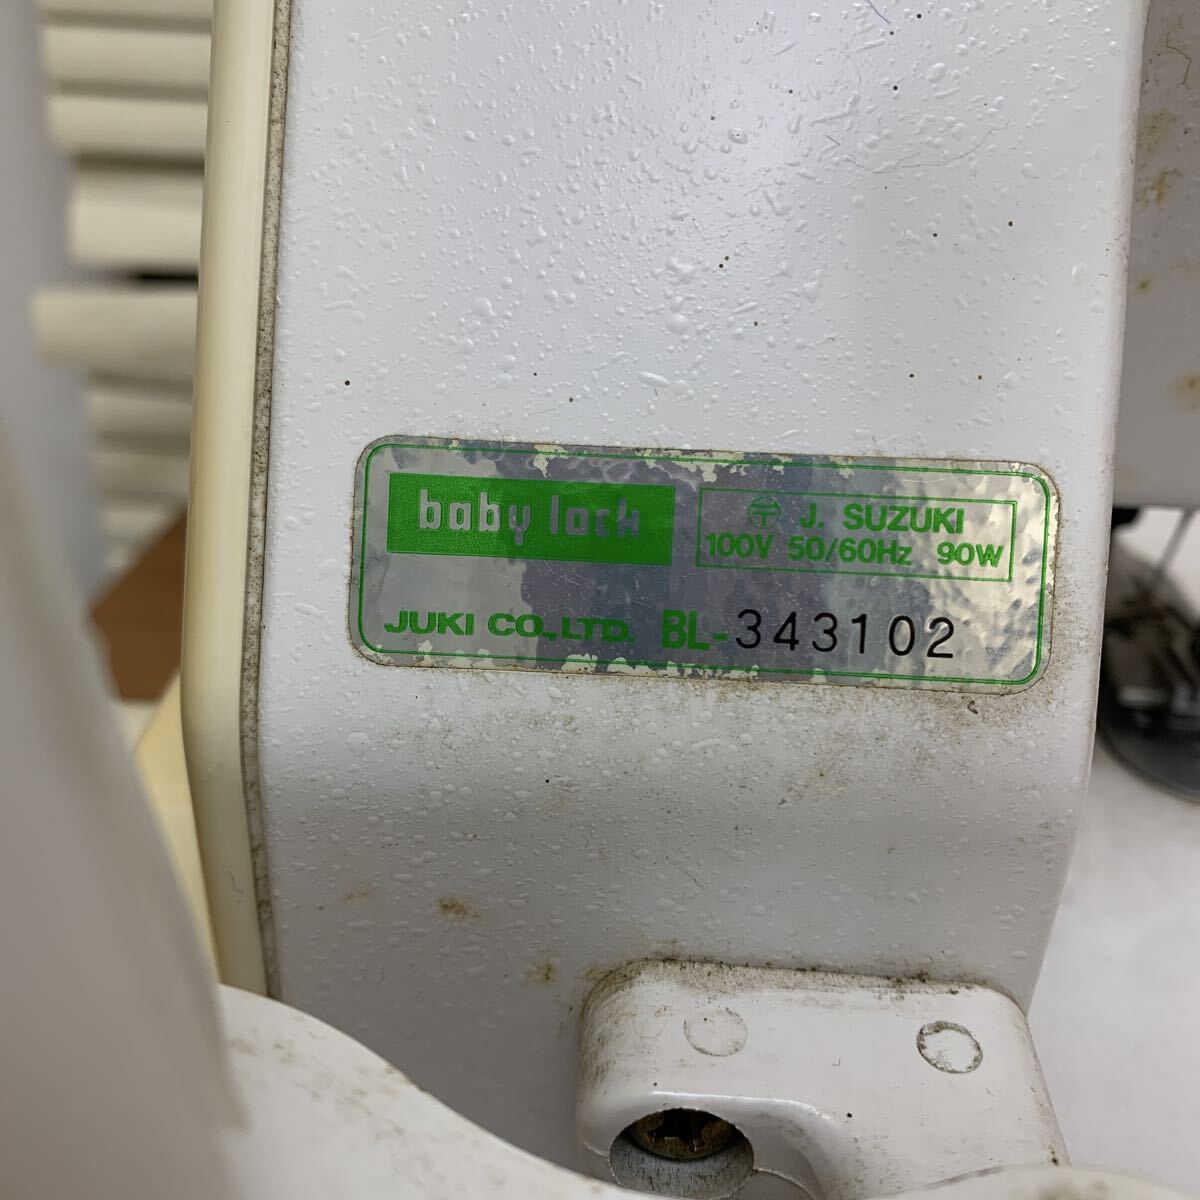 baby lock
〒 J. SUZUKI
100V 50/60Hz 90W
JUKI CO., LTD. BL-343102